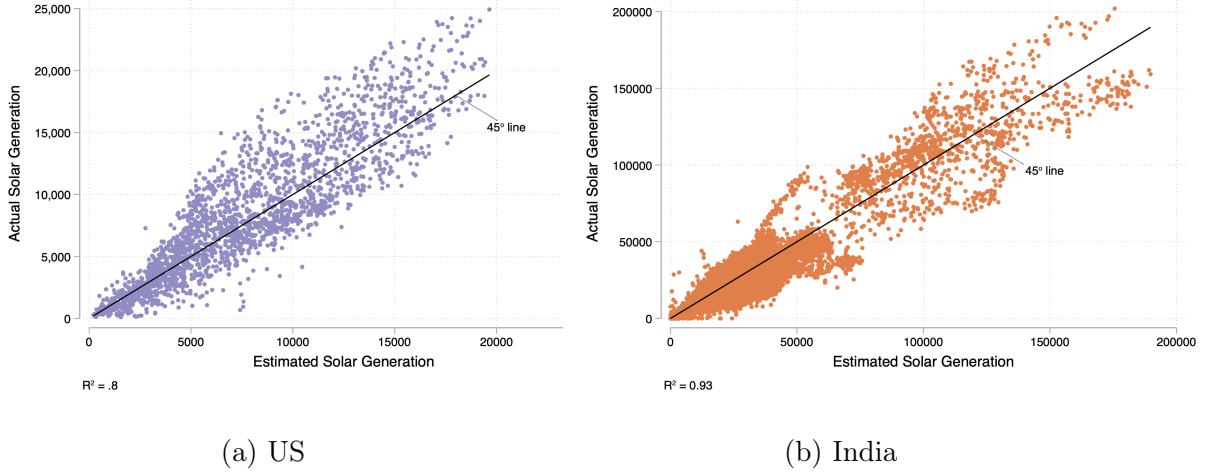 25,000
20,000
15,000
10,000
5,000
0
Actual Solar Generation
45° line
0 5000 10000 15000 20000
Estimated Solar Generation
R² = .8
(a) US
200000
150000
100000
50000
0
Actual Solar Generation
45° line
0 50000 100000 150000 200000
Estimated Solar Generation
R² = 0.93
(b) India